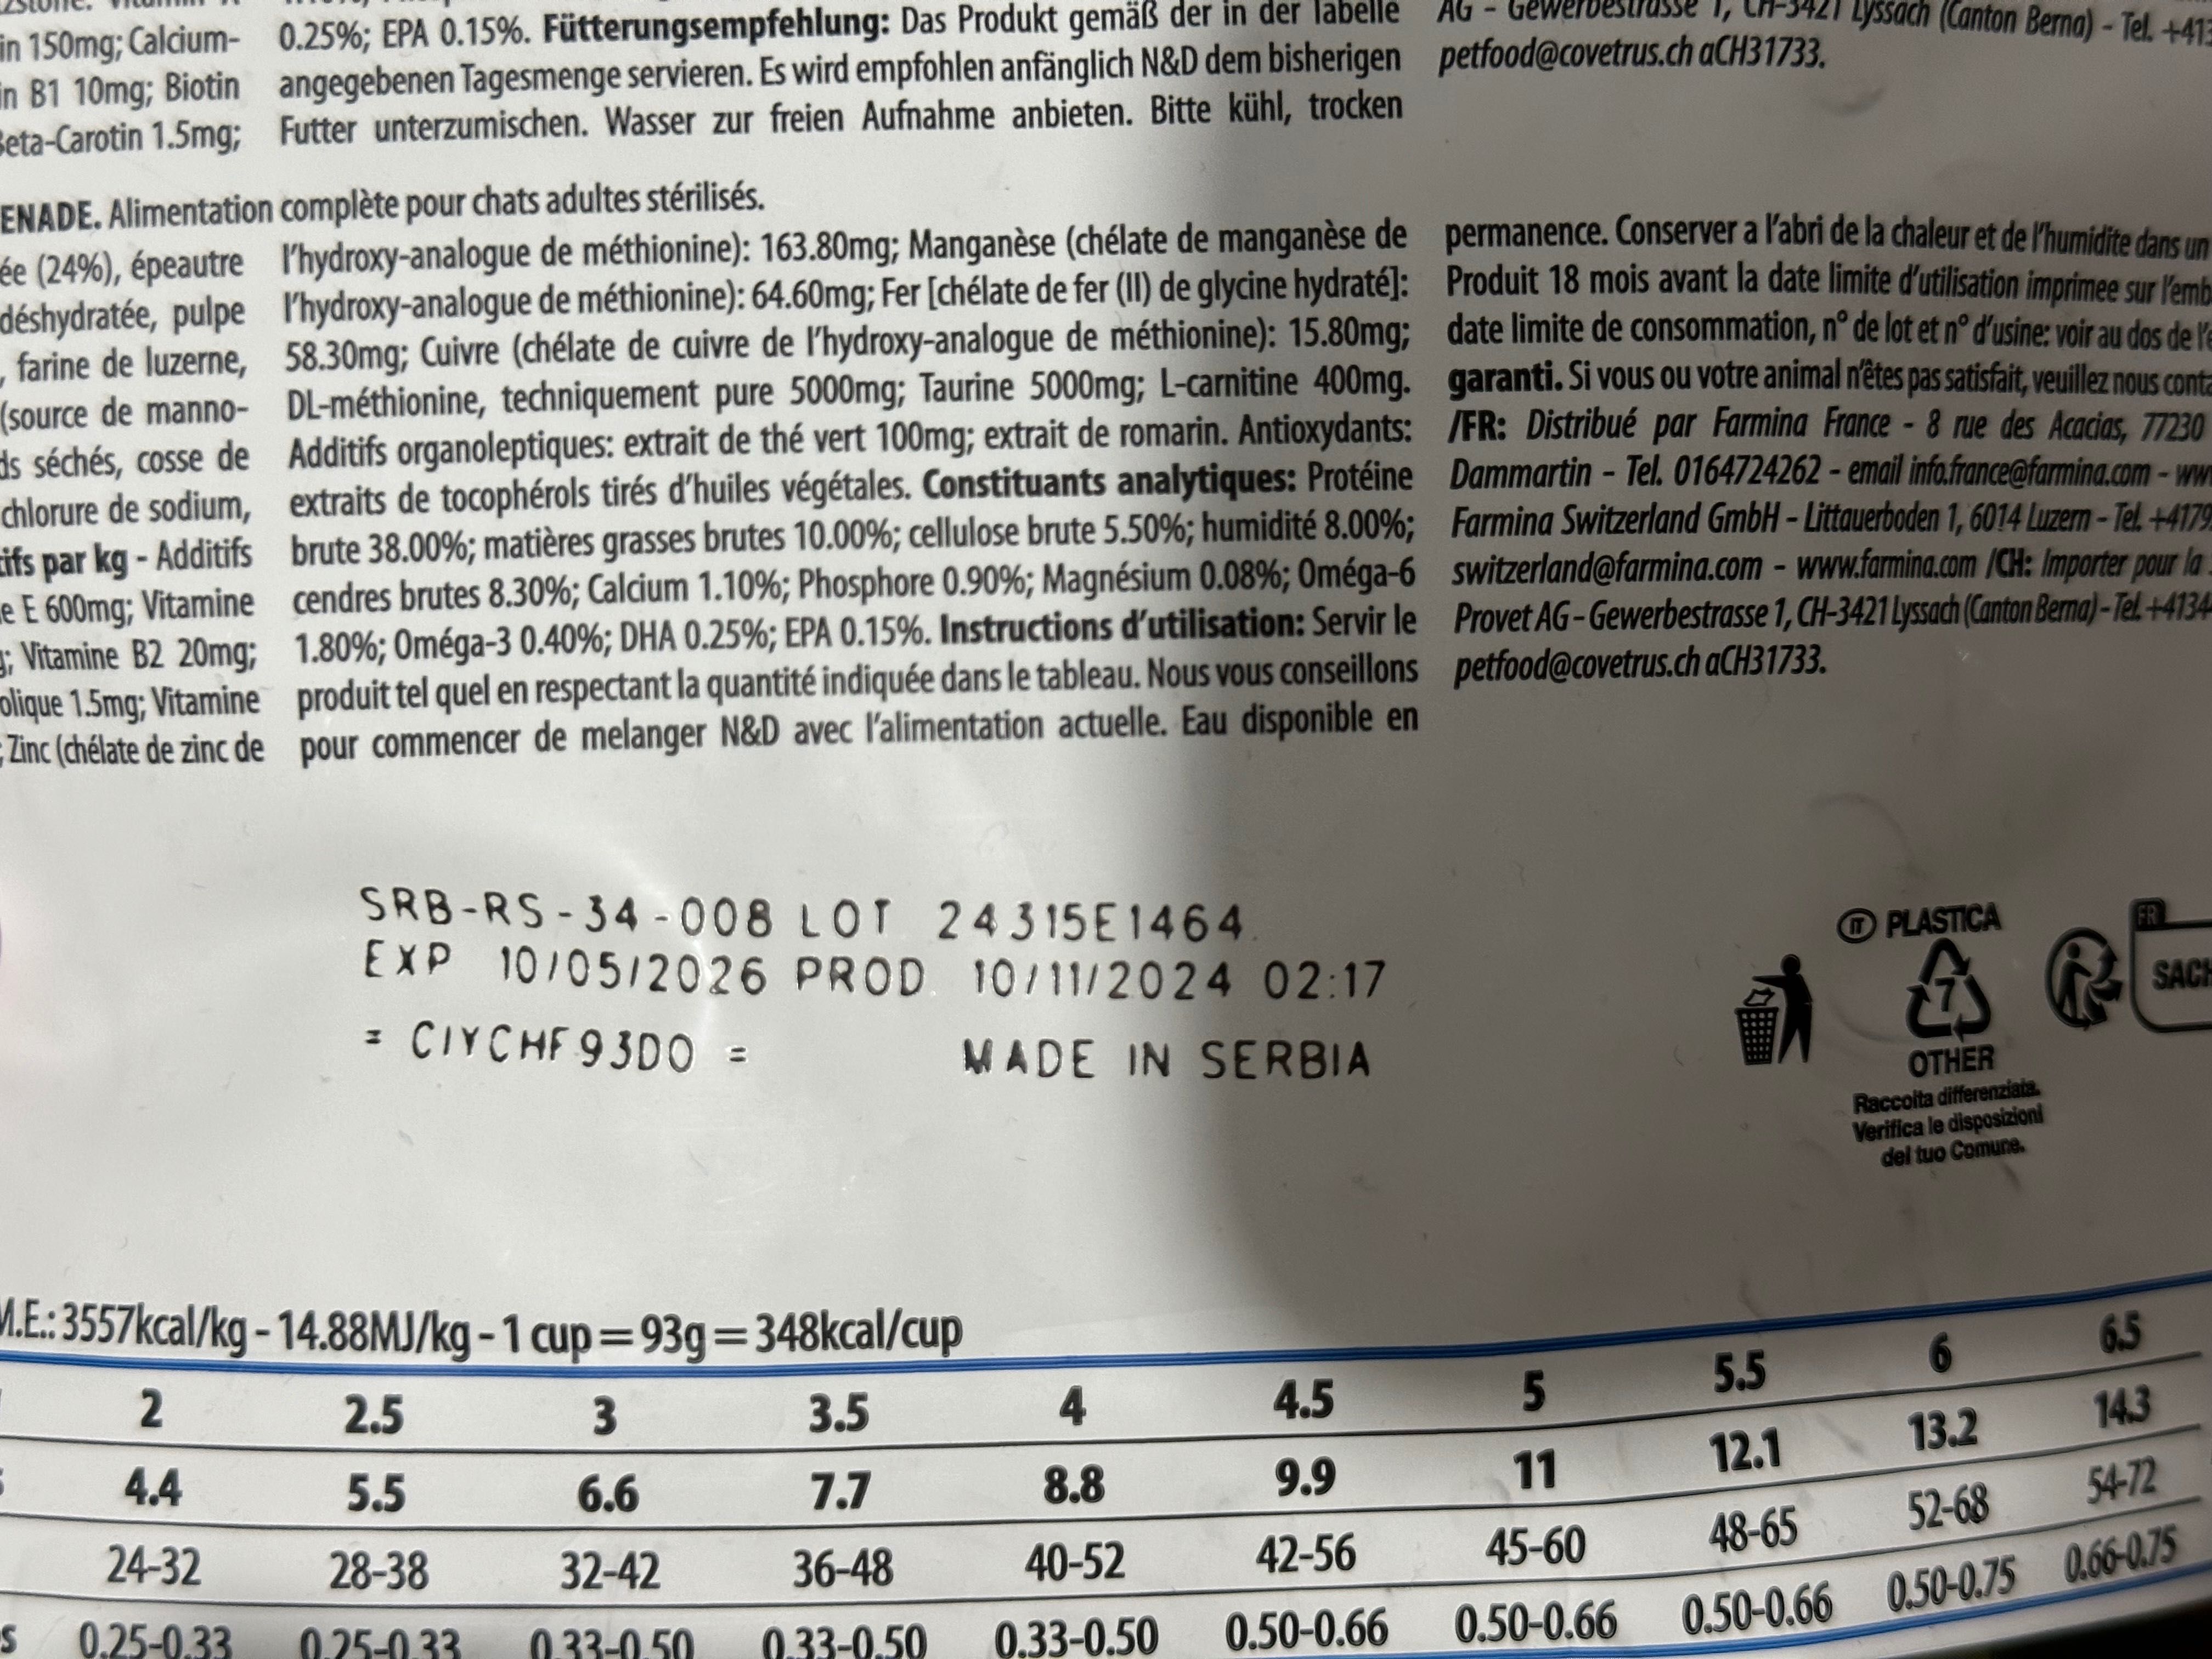 in 150mg; Calcium-
in B1 10mg; Biotin
Beta-Carotin 1.5mg;
0.25%; EPA 0.15%. Fütterungsempfehlung: Das Produkt gemäß der in der Tabelle
angegebenen Tagesmenge servieren. Es wird empfohlen anfänglich N&D dem bisherigen
Futter unterzumischen. Wasser zur freien Aufnahme anbieten. Bitte kühl, trocken
AG - Gewerbestrasse 1, CH-3421 Lyssach (Canton Berna) - Tel. +413
petfood@covetrus.ch aCH31733.
ENADE. Alimentation complète pour chats adultes stérilisés.
ée (24%), épeautre
déshydratée, pulpe
, farine de luzerne,
(source de manno-
ds séchés, cosse de
chlorure de sodium,
tifs par kg - Additifs
e E 600mg; Vitamine
g; Vitamine B2 20mg;
olique 1.5mg; Vitamine
; Zinc (chélate de zinc de
l'hydroxy-analogue de méthionine): 163.80mg; Manganèse (chélate de manganèse de
l'hydroxy-analogue de méthionine): 64.60mg; Fer [chélate de fer (II) de glycine hydraté]:
58.30mg; Cuivre (chélate de cuivre de l'hydroxy-analogue de méthionine): 15.80mg;
DL-méthionine, techniquement pure 5000mg; Taurine 5000mg; L-carnitine 400mg.
Additifs organoleptiques: extrait de thé vert 100mg; extrait de romarin. Antioxydants:
extraits de tocophérols tirés d'huiles végétales. Constituants analytiques: Protéine
brute 38.00%; matières grasses brutes 10.00%; cellulose brute 5.50%; humidité 8.00%;
cendres brutes 8.30%; Calcium 1.10%; Phosphore 0.90%; Magnésium 0.08%; Oméga-6
1.80%; Oméga-3 0.40%; DHA 0.25%; EPA 0.15%. Instructions d'utilisation: Servir le
produit tel quel en respectant la quantité indiquée dans le tableau. Nous vous conseillons
pour commencer de melanger N&D avec l'alimentation actuelle. Eau disponible en
permanence. Conserver a l'abri de la chaleur et de l'humidite dans un
Produit 18 mois avant la date limite d'utilisation imprimee sur l'emb
date limite de consommation, n° de lot et n° d'usine: voir au dos de l'e
garanti. Si vous ou votre animal n'êtes pas satisfait, veuillez nous conta
/FR: Distribué par Farmina France - 8 rue des Acacias, 77230
Dammartin - Tel. 0164724262 - email info.france@farmina.com - ww
Farmina Switzerland GmbH - Littauerboden 1, 6014 Luzern - Tel. +4179
switzerland@farmina.com - www.farmina.com /CH: Importer pour la
Provet AG - Gewerbestrasse 1, CH-3421 Lyssach (Canton Berna) - Tel. +4134
petfood@covetrus.ch aCH31733.
SRB-RS-34-008 LOT 24315E1464
EXP 10/05/2026 PROD. 10/11/2024 02:17
= CIYCHF93D0 = MADE IN SERBIA
IT PLASTICA
7
OTHER
Raccolta differenziata.
Verifica le disposizioni
del tuo Comune.
FR
SACH
M.E.: 3557kcal/kg - 14.88MJ/kg - 1 cup = 93g = 348kcal/cup
2 2.5 3 3.5 4 4.5 5 5.5 6 6.5
4.4 5.5 6.6 7.7 8.8 9.9 11 12.1 13.2 14.3
24-32 28-38 32-42 36-48 40-52 42-56 45-60 48-65 52-68 54-72
s 0.25-0.33 0.25-0.33 0.33-0.50 0.33-0.50 0.33-0.50 0.50-0.66 0.50-0.66 0.50-0.66 0.50-0.75 0.66-0.75